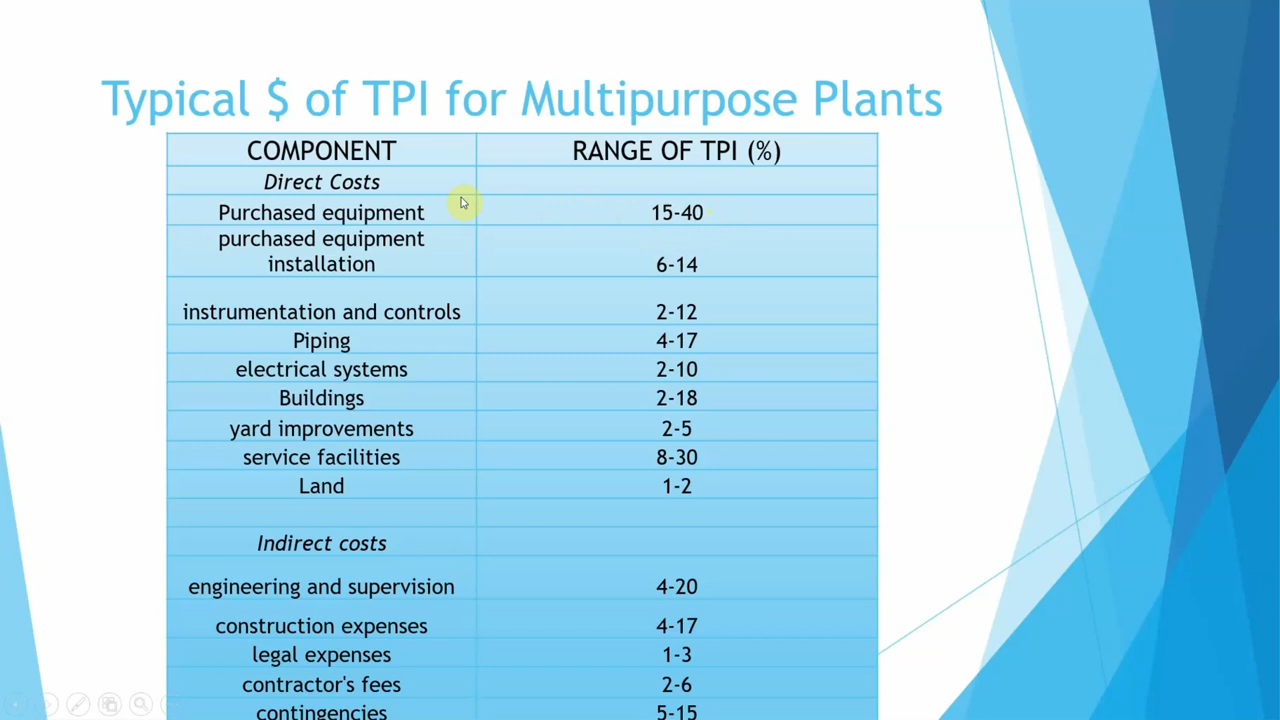 Typical $ of TPI for Multipurpose Plants
COMPONENT RANGE OF TPI (%)
Direct Costs
Purchased equipment 15-40
purchased equipment
installation 6-14
instrumentation and controls 2-12
Piping 4-17
electrical systems 2-10
Buildings 2-18
yard improvements 2-5
service facilities 8-30
Land 1-2
Indirect costs
engineering and supervision 4-20
construction expenses 4-17
legal expenses 1-3
contractor's fees 2-6
contingencies 5-15